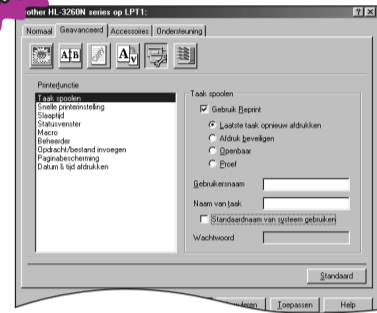 other HL-3260N series op LPT1:
Normaal Geavanceerd Accessoires Ondersteuning
Printerfunctie
Taak spoolen
Snelle printerinstelling
Slaaptijd
Statusvenster
Macro
Beheerder
Opdracht/bestand invoegen
Paginabescherming
Datum & tijd afdrukken
Taak spoolen
Gebruik Reprint
Laatste taak opnieuw afdrukken
Afdruk beveiligen
Openbaar
Proef
Gebruikersnaam
Naam van taak
Standaardnaam van systeem gebruiken
Wachtwoord
Standaard
Toepassen Help